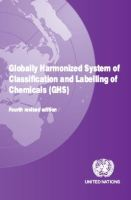 Globally Harmonized System of
Classification and Labelling of
Chemicals (GHS)
Fourth revised edition
UNITED NATIONS